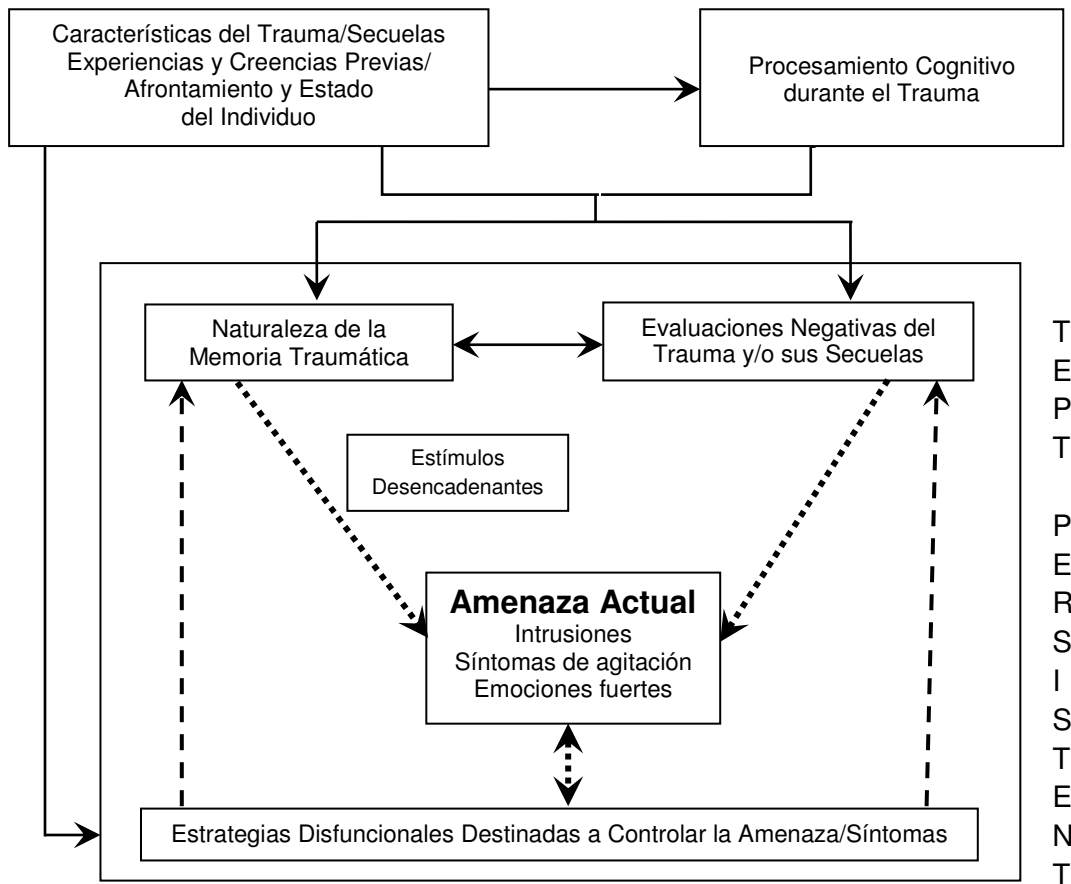 Características del Trauma/Secuelas
Experiencias y Creencias Previas/
Afrontamiento y Estado
del Individuo
Procesamiento Cognitivo
durante el Trauma
Naturaleza de la
Memoria Traumática
Evaluaciones Negativas del
Trauma y/o sus Secuelas
Estímulos
Desencadenantes
Amenaza Actual
Intrusiones
Síntomas de agitación
Emociones fuertes
Estrategias Disfuncionales Destinadas a Controlar la Amenaza/Síntomas
T
E
P
T
P
E
R
S
I
S
T
E
N
T